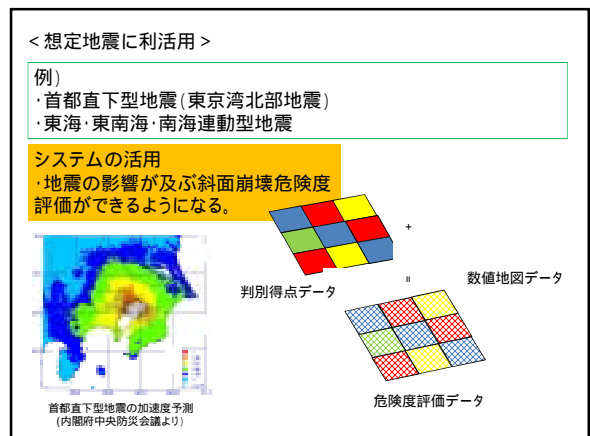 <想定地震に利活用>
例)
・首都直下型地震(東京湾北部地震)
・東海・東南海・南海連動型地震
システムの活用
・地震の影響が及ぶ斜面崩壊危険度
評価ができるようになる。
+
判別得点データ
=
数値地図データ
危険度評価データ
首都直下型地震の加速度予測
(内閣府中央防災会議より)